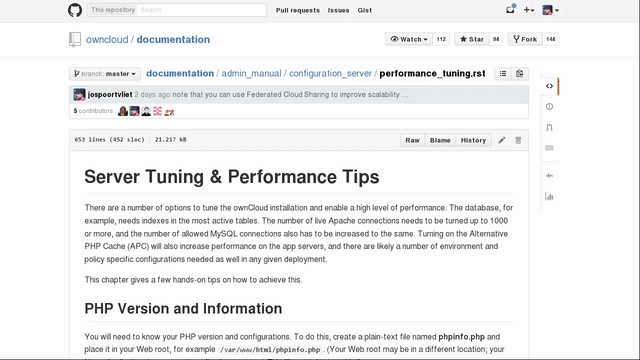 This repository Search Pull requests Issues Gist
owncloud / documentation Watch 112 Star 98 Fork 148
branch: master documentation / admin_manual / configuration_server / performance_tuning.rst
jospoortvliet 2 days ago note that you can use Federated Cloud Sharing to improve scalability …
5 contributors
653 lines (452 sloc) 21.217 kB Raw Blame History
Server Tuning & Performance Tips
There are a number of options to tune the ownCloud installation and enable a high level of performance. The database, for
example, needs indexes in the most active tables. The number of live Apache connections needs to be turned up to 1000
or more, and the number of allowed MySQL connections also has to be increased to the same. Turning on the Alternative
PHP Cache (APC) will also increase performance on the app servers, and there are likely a number of environment and
policy specific configurations needed as well in any given deployment.
This chapter gives a few hands-on tips on how to achieve this.
PHP Version and Information
You will need to know your PHP version and configurations. To do this, create a plain-text file named phpinfo.php and
place it in your Web root, for example /var/www/html/phpinfo.php . (Your Web root may be in a different location; your